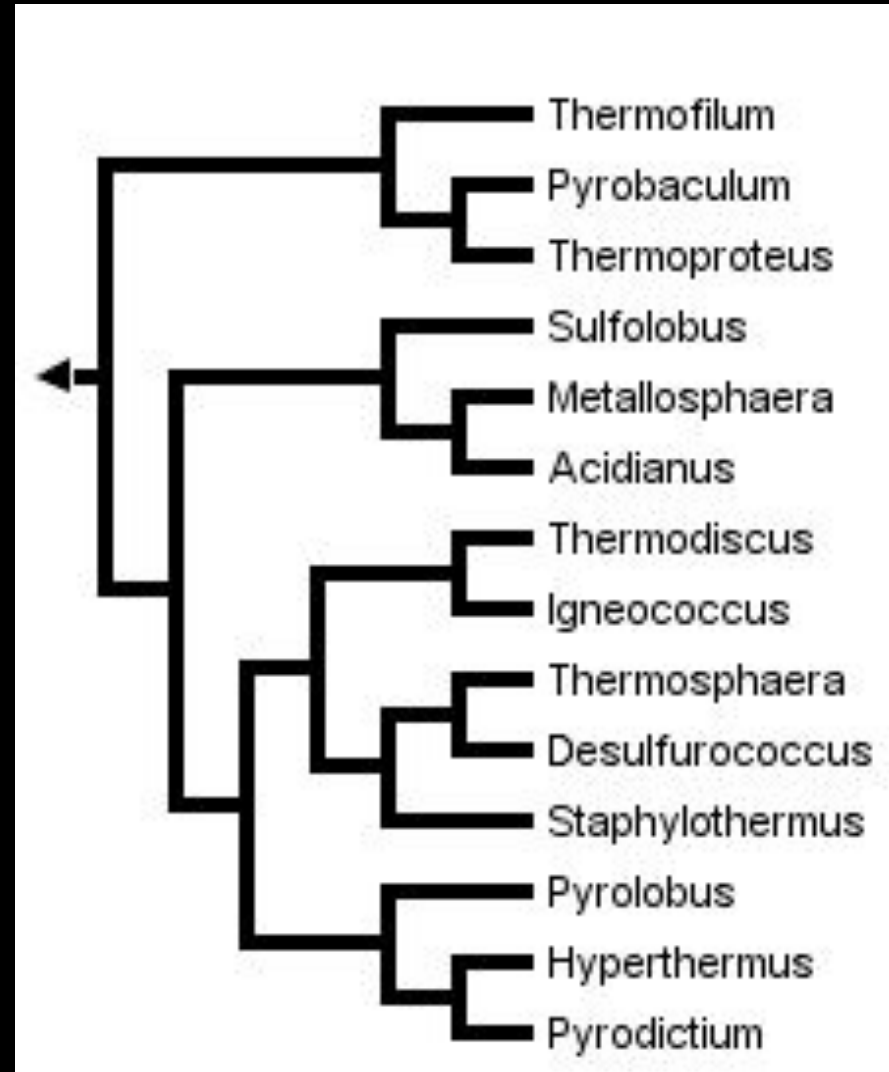 Thermofilum
Pyrobaculum
Thermoproteus
Sulfolobus
Metallosphaera
Acidianus
Thermodiscus
Igneococcus
Thermosphaera
Desulfurococcus
Staphylothermus
Pyrolobus
Hyperthermus
Pyrodictium